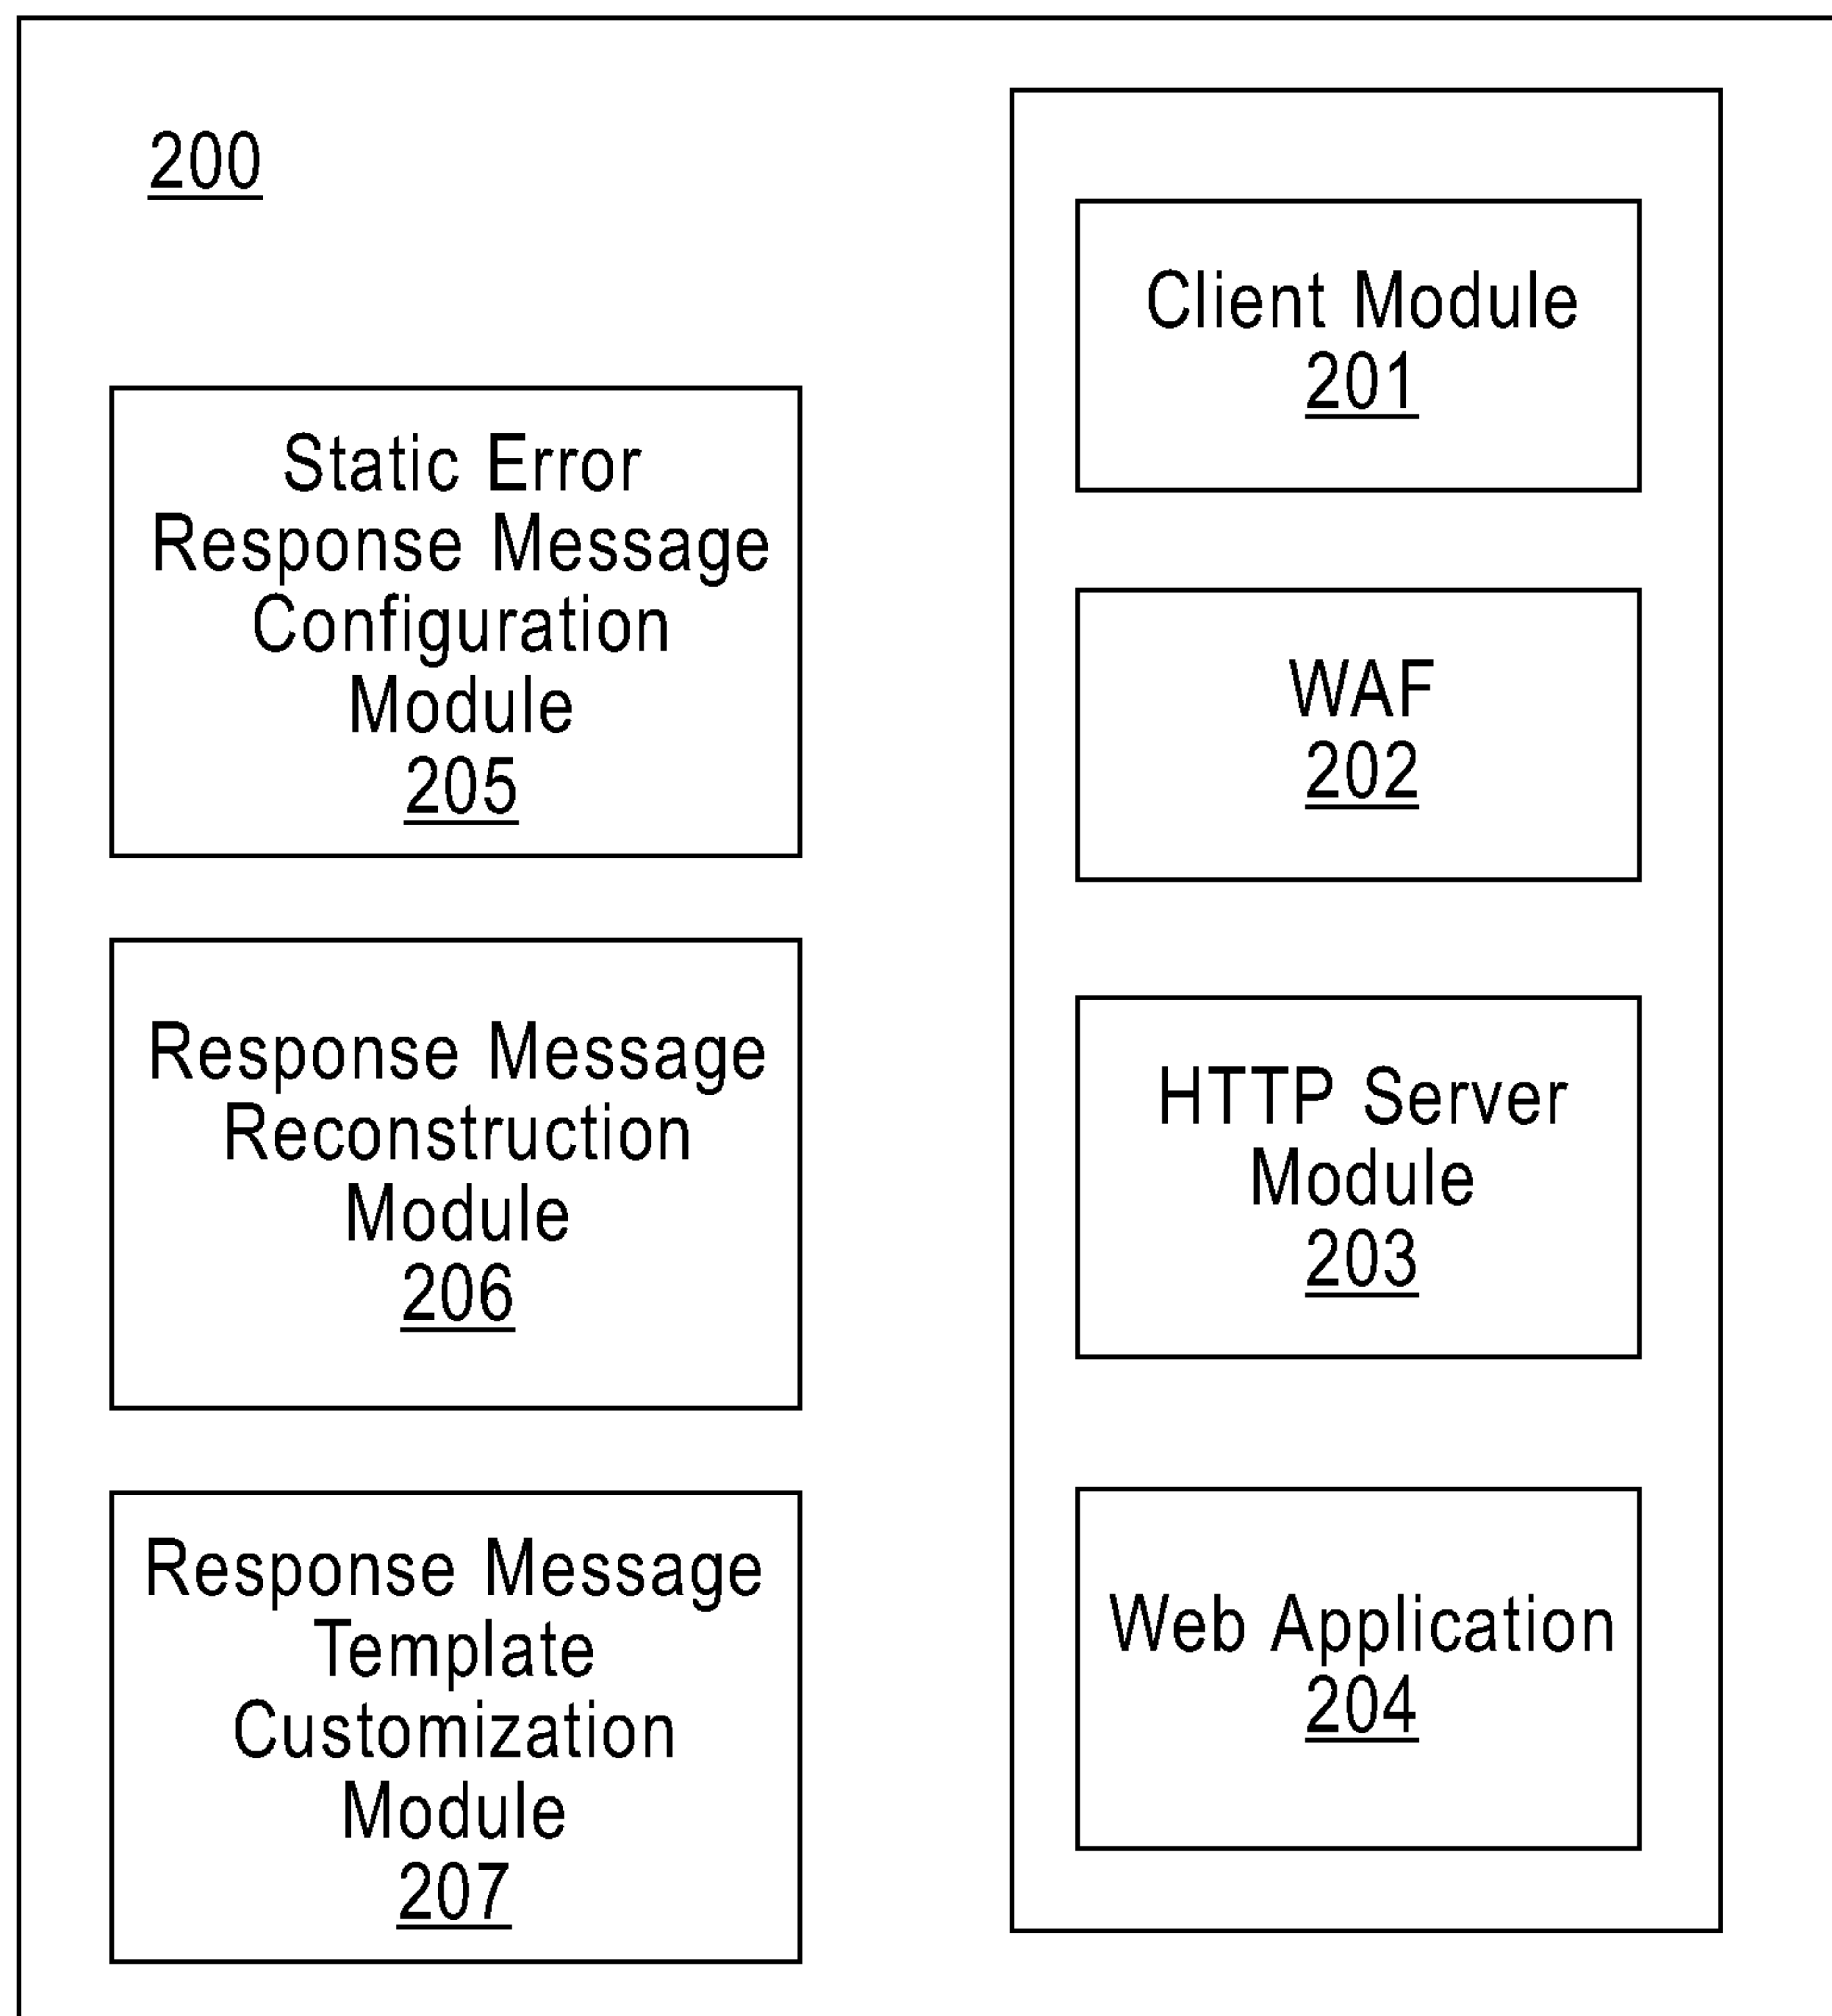 200
Static Error
Response Message
Configuration
Module
205
Response Message
Reconstruction
Module
206
Response Message
Template
Customization
Module
207
Client Module
201
WAF
202
HTTP Server
Module
203
Web Application
204